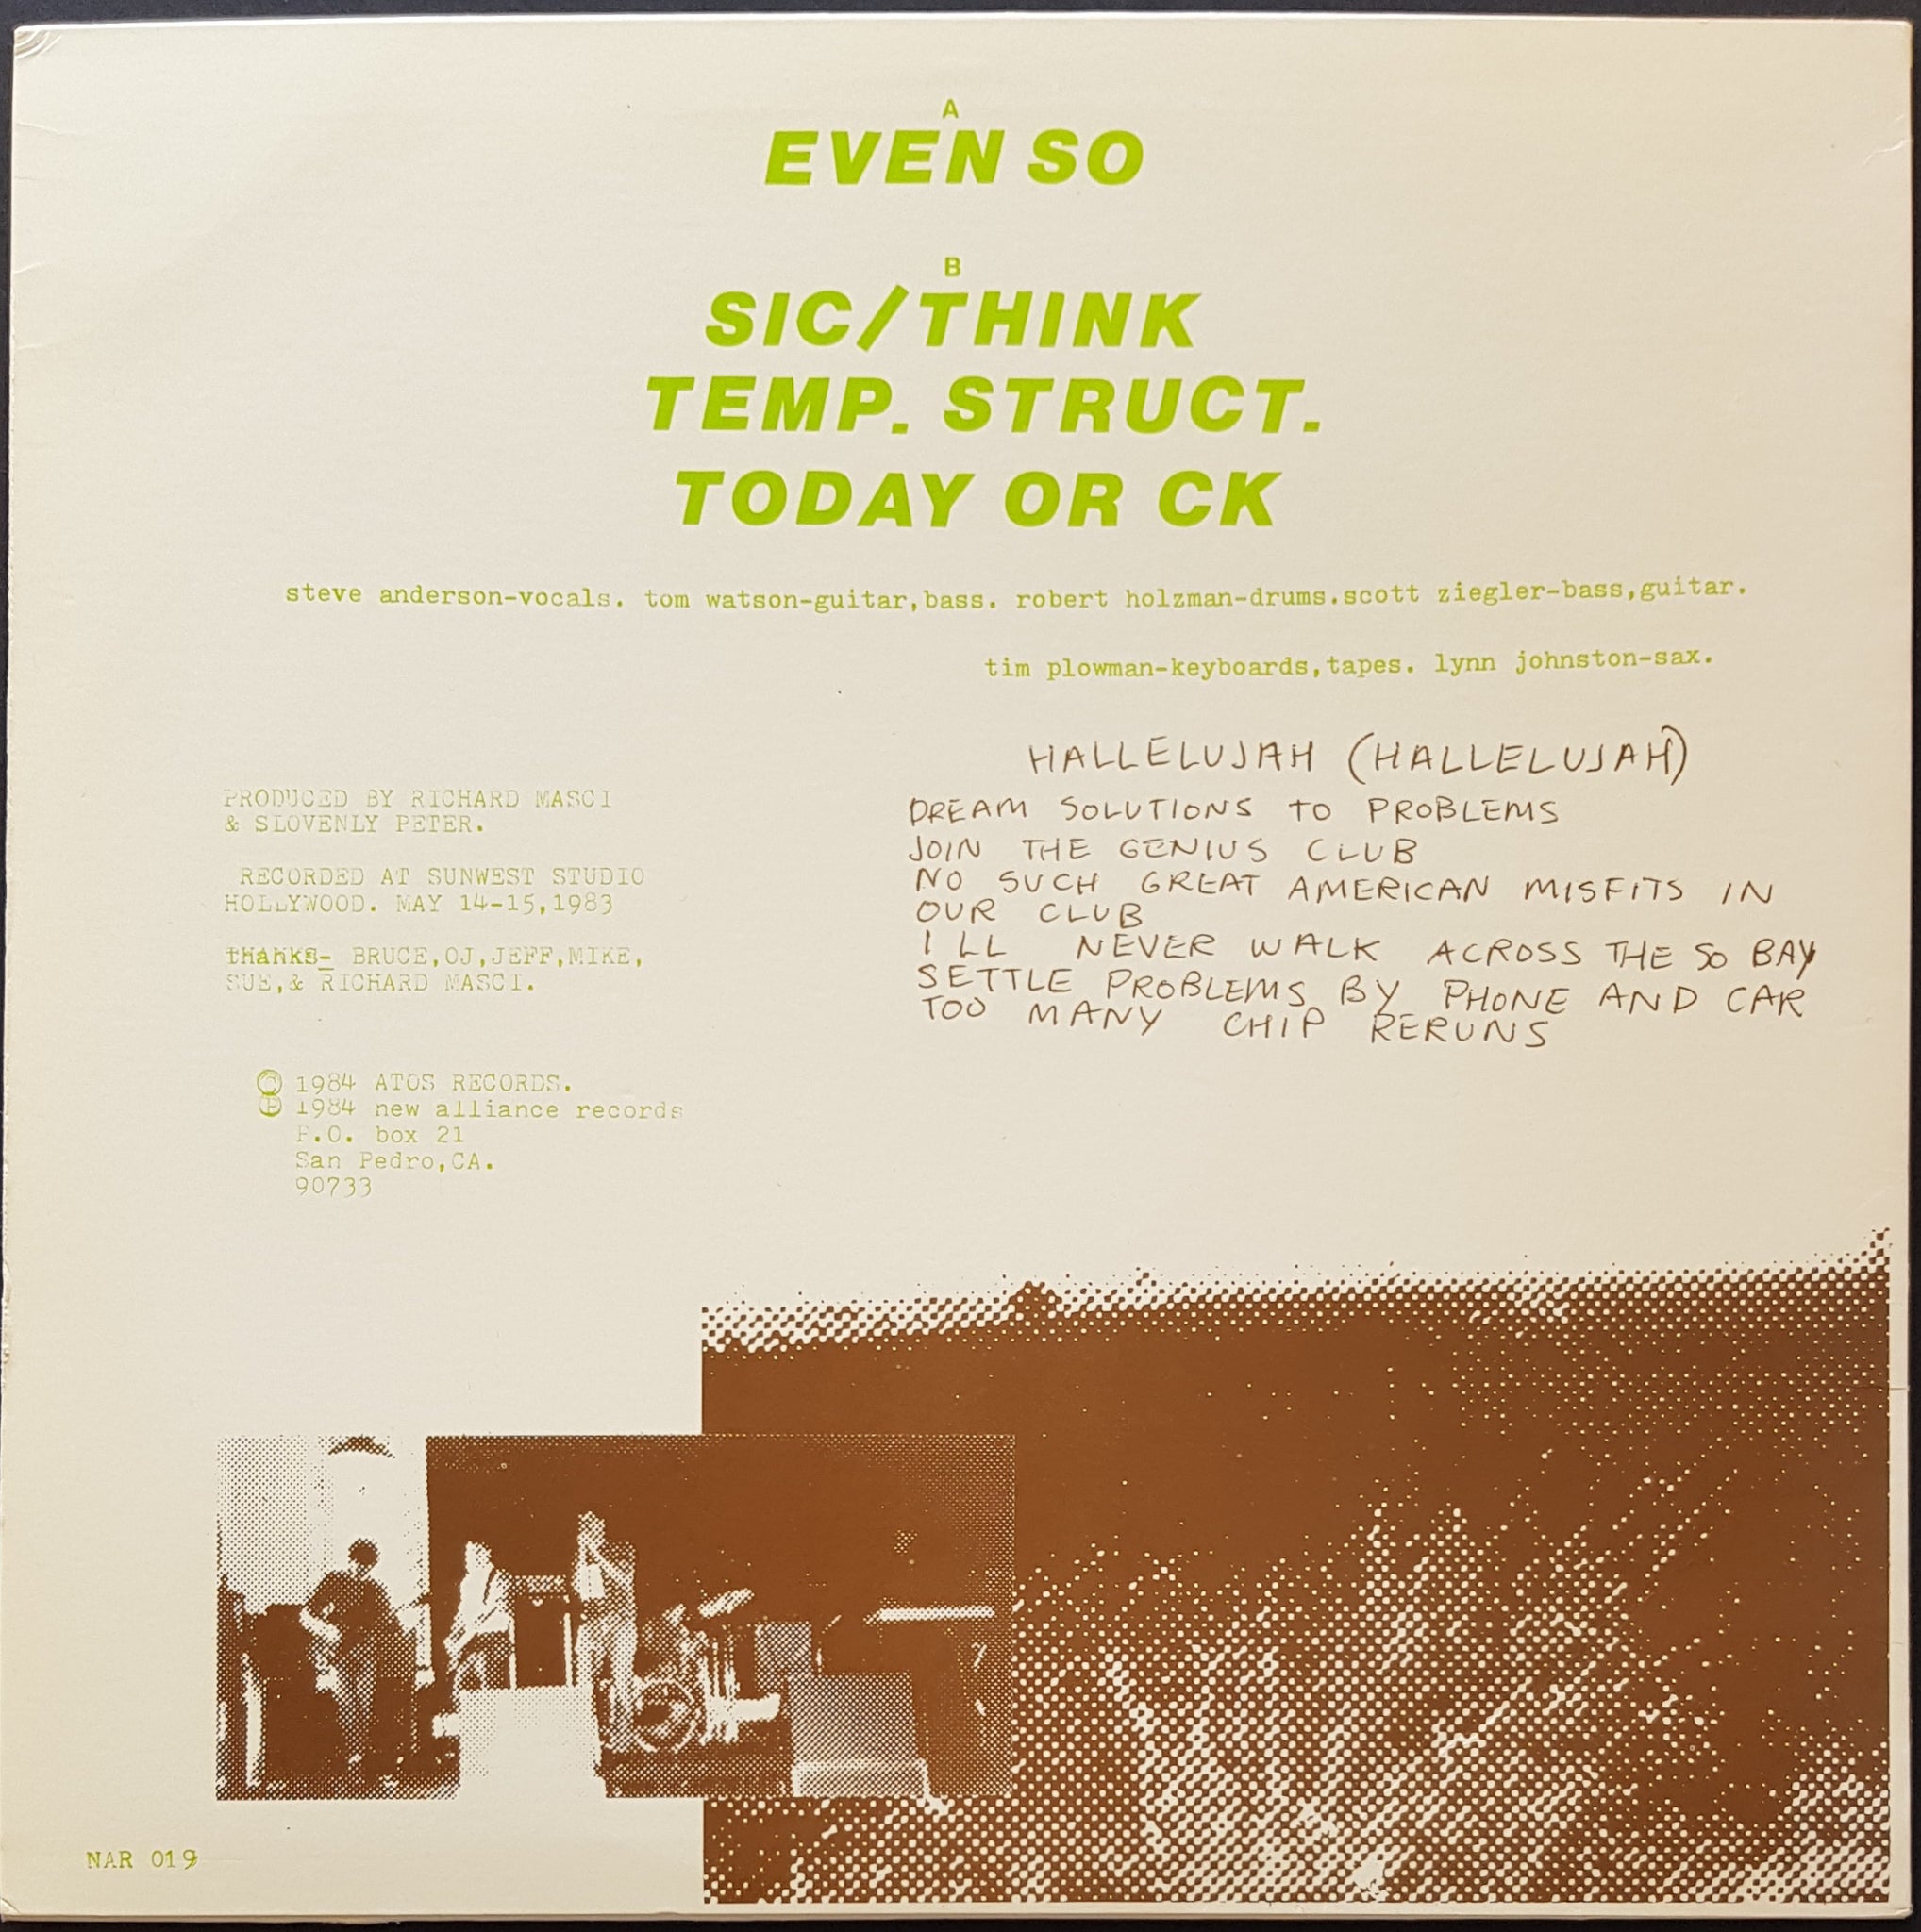 A
EVEN SO
B
SIC/THINK
TEMP. STRUCT.
TODAY OR CK
steve anderson-vocals. tom watson-guitar,bass. robert holzman-drums.scott ziegler-bass,guitar.
tim plowman-keyboards,tapes. lynn johnston-sax.
HALLELUJAH (HALLELUJAH)
DREAM SOLUTIONS TO PROBLEMS
JOIN THE GENIUS CLUB
NO SUCH GREAT AMERICAN MISFITS IN
OUR CLUB
I LL NEVER WALK ACROSS THE SO BAY
SETTLE PROBLEMS BY PHONE AND CAR
TOO MANY CHIP RERUNS
PRODUCED BY RICHARD MASCI
& SLOVENLY PETER.
RECORDED AT SUNWEST STUDIO
HOLLYWOOD. MAY 14-15,1983
tHaHKS- BRUCE,OJ,JEFF,MIKE,
SUE,& RICHARD MASCI.
© 1984 ATOS RECORDS.
℗ 1984 new alliance records
P.O. box 21
San Pedro,CA.
90733
NAR 019